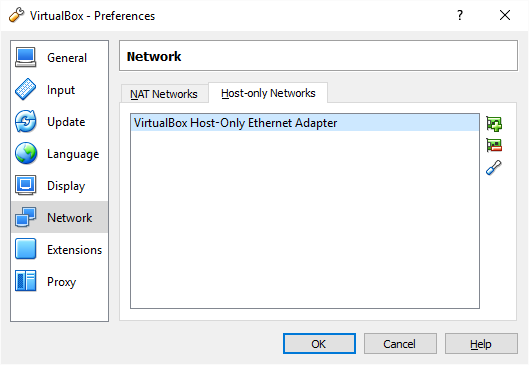 VirtualBox - Preferences
?
General
Input
Update
Language
Display
Network
Extensions
Proxy
Network
NAT Networks
Host-only Networks
VirtualBox Host-Only Ethernet Adapter
OK
Cancel
Help